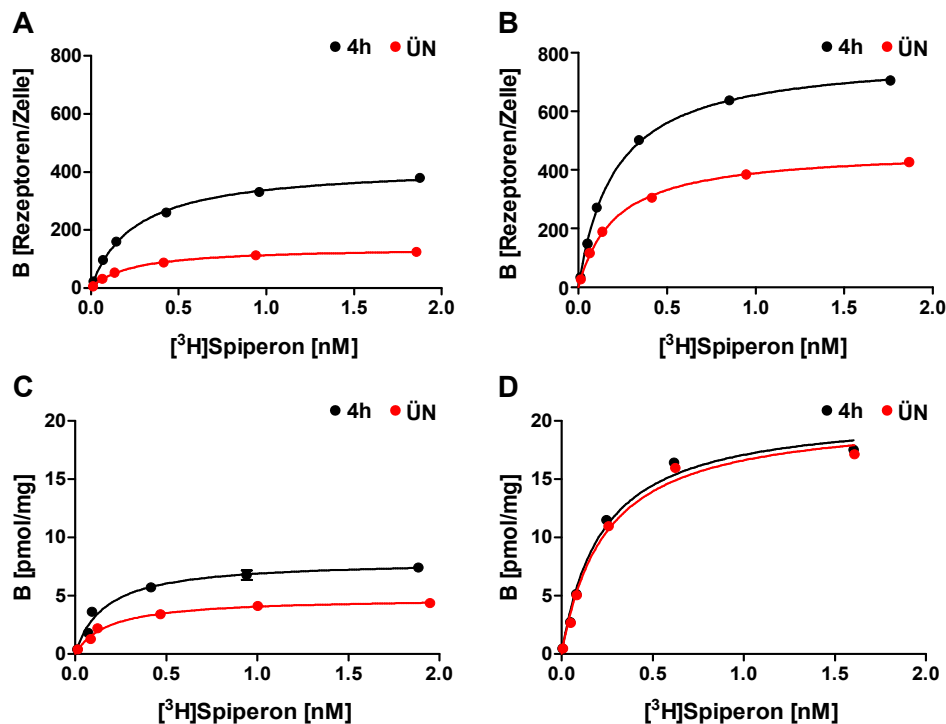 A
4h ÜN
800
600
400
200
0
0.0 0.5 1.0 1.5 2.0
B [Rezeptoren/Zelle]
[³H]Spiperon [nM]
B
4h ÜN
800
600
400
200
0
0.0 0.5 1.0 1.5 2.0
B [Rezeptoren/Zelle]
[³H]Spiperon [nM]
C
4h ÜN
20
15
10
5
0
0.0 0.5 1.0 1.5 2.0
B [pmol/mg]
[³H]Spiperon [nM]
D
4h ÜN
20
15
10
5
0
0.0 0.5 1.0 1.5 2.0
B [pmol/mg]
[³H]Spiperon [nM]